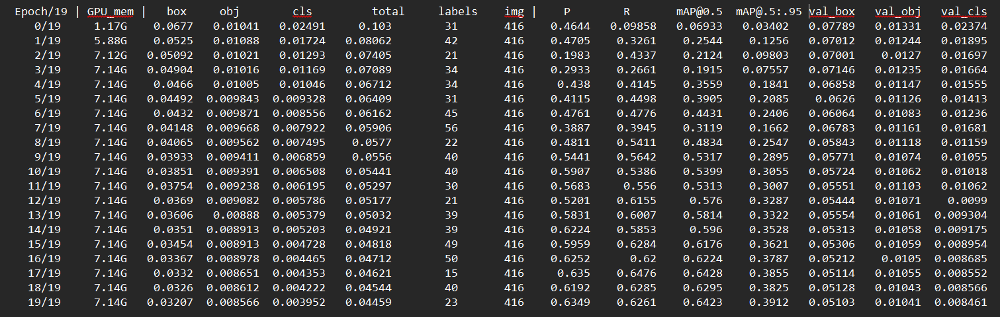 Epoch/19 | GPU_mem | box obj cls total labels img | P R mAP@0.5 mAP@.5:.95 val_box val_obj val_cls
0/19 1.17G 0.0677 0.01041 0.02491 0.103 31 416 0.4644 0.09858 0.06933 0.03402 0.07789 0.01331 0.02374
1/19 5.88G 0.0525 0.01088 0.01724 0.08062 42 416 0.4705 0.3261 0.2544 0.1256 0.07012 0.01244 0.01895
2/19 7.12G 0.05092 0.01021 0.01293 0.07405 21 416 0.1983 0.4337 0.2124 0.09803 0.07001 0.0127 0.01697
3/19 7.14G 0.04904 0.01016 0.01169 0.07089 34 416 0.2933 0.2661 0.1915 0.07557 0.07146 0.01235 0.01664
4/19 7.14G 0.0466 0.01005 0.01046 0.06712 34 416 0.438 0.4145 0.3559 0.1841 0.06858 0.01147 0.01555
5/19 7.14G 0.04492 0.009843 0.009328 0.06409 31 416 0.4115 0.4498 0.3905 0.2085 0.0626 0.01126 0.01413
6/19 7.14G 0.0432 0.009871 0.008556 0.06162 45 416 0.4761 0.4776 0.4431 0.2406 0.06064 0.01083 0.01236
7/19 7.14G 0.04148 0.009668 0.007922 0.05906 56 416 0.3887 0.3945 0.3119 0.1662 0.06783 0.01161 0.01681
8/19 7.14G 0.04065 0.009562 0.007495 0.0577 22 416 0.4811 0.5411 0.4834 0.2547 0.05843 0.01118 0.01159
9/19 7.14G 0.03933 0.009411 0.006859 0.0556 40 416 0.5441 0.5642 0.5317 0.2895 0.05771 0.01074 0.01055
10/19 7.14G 0.03851 0.009391 0.006508 0.05441 40 416 0.5907 0.5386 0.5399 0.3055 0.05724 0.01062 0.01018
11/19 7.14G 0.03754 0.009238 0.006195 0.05297 30 416 0.5683 0.556 0.5313 0.3007 0.05551 0.01103 0.01062
12/19 7.14G 0.0369 0.009082 0.005786 0.05177 21 416 0.5201 0.6155 0.576 0.3287 0.05444 0.01071 0.0099
13/19 7.14G 0.03606 0.00888 0.005379 0.05032 39 416 0.5831 0.6007 0.5814 0.3322 0.05554 0.01061 0.009304
14/19 7.14G 0.0351 0.008913 0.005203 0.04921 39 416 0.6224 0.5853 0.596 0.3528 0.05313 0.01058 0.009175
15/19 7.14G 0.03454 0.008913 0.004728 0.04818 49 416 0.5959 0.6284 0.6176 0.3621 0.05306 0.01059 0.008954
16/19 7.14G 0.03367 0.008978 0.004465 0.04712 50 416 0.6252 0.62 0.6224 0.3787 0.05212 0.0105 0.008685
17/19 7.14G 0.0332 0.008651 0.004353 0.04621 15 416 0.635 0.6476 0.6428 0.3855 0.05114 0.01055 0.008552
18/19 7.14G 0.0326 0.008612 0.004222 0.04544 40 416 0.6192 0.6285 0.6295 0.3825 0.05128 0.01043 0.008566
19/19 7.14G 0.03207 0.008566 0.003952 0.04459 23 416 0.6349 0.6261 0.6423 0.3912 0.05103 0.01041 0.008461